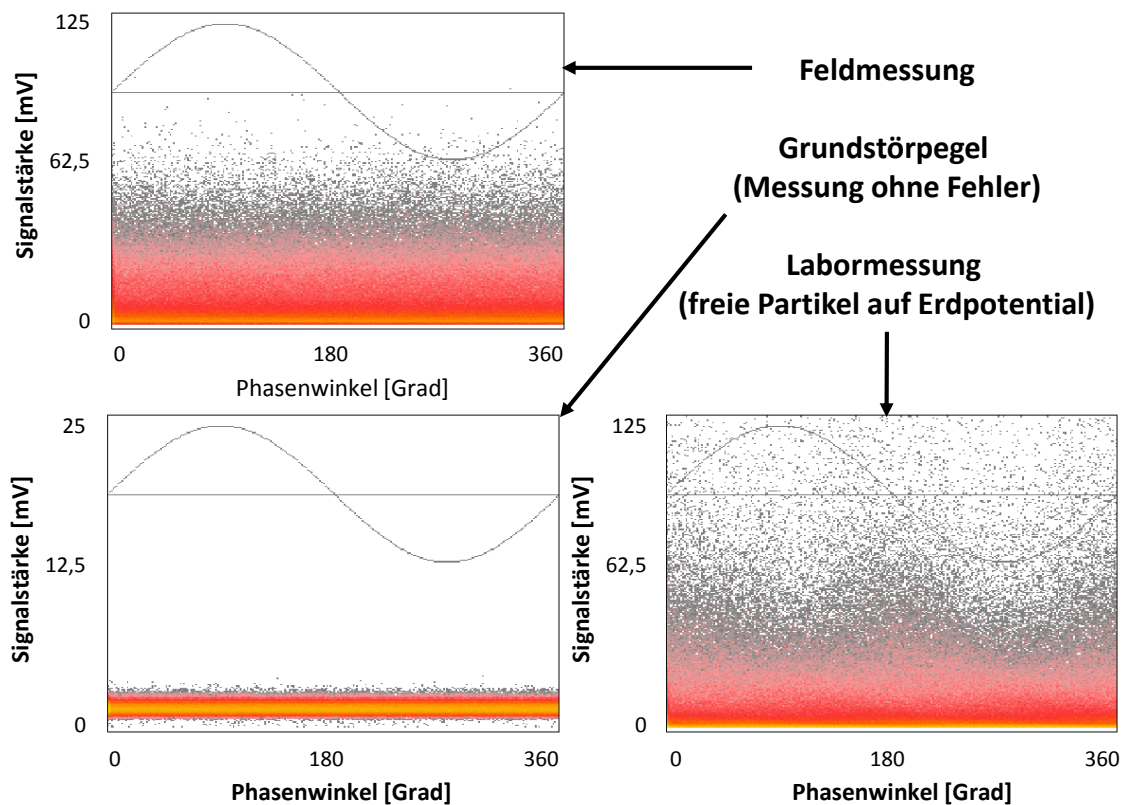 125
62,5
0
Signalstärke [mV]
0 180 360
Phasenwinkel [Grad]
Feldmessung
Grundstörpegel
(Messung ohne Fehler)
Labormessung
(freie Partikel auf Erdpotential)
25
12,5
0
Signalstärke [mV]
0 180 360
Phasenwinkel [Grad]
125
62,5
0
Signalstärke [mV]
0 180 360
Phasenwinkel [Grad]